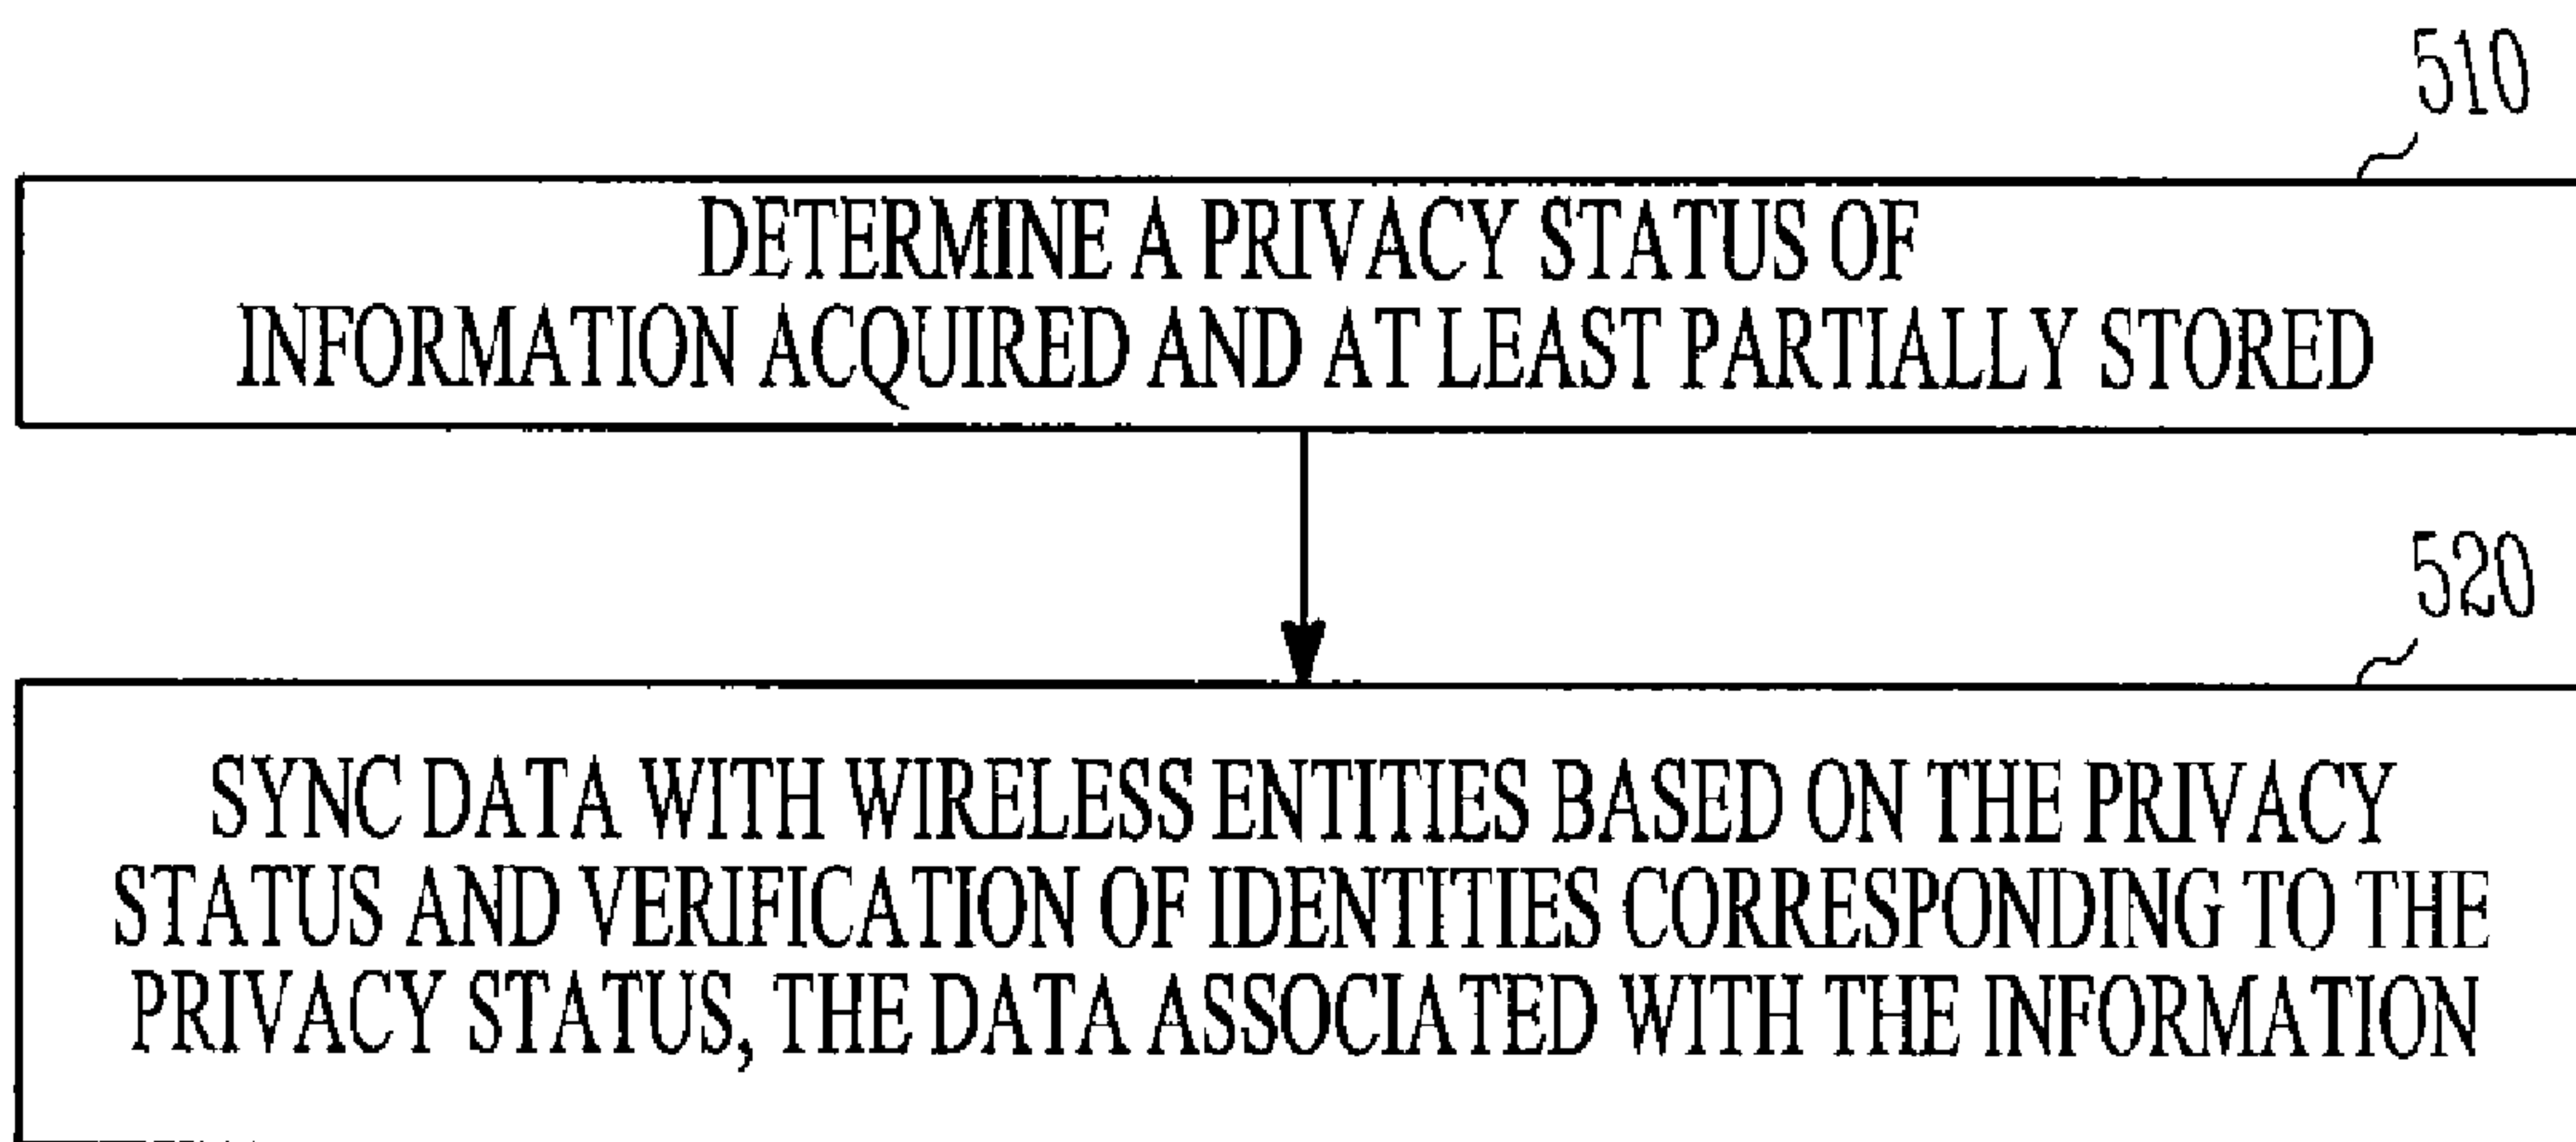 510
DETERMINE A PRIVACY STATUS OF
INFORMATION ACQUIRED AND AT LEAST PARTIALLY STORED
520
SYNC DATA WITH WIRELESS ENTITIES BASED ON THE PRIVACY
STATUS AND VERIFICATION OF IDENTITIES CORRESPONDING TO THE
PRIVACY STATUS, THE DATA ASSOCIATED WITH THE INFORMATION